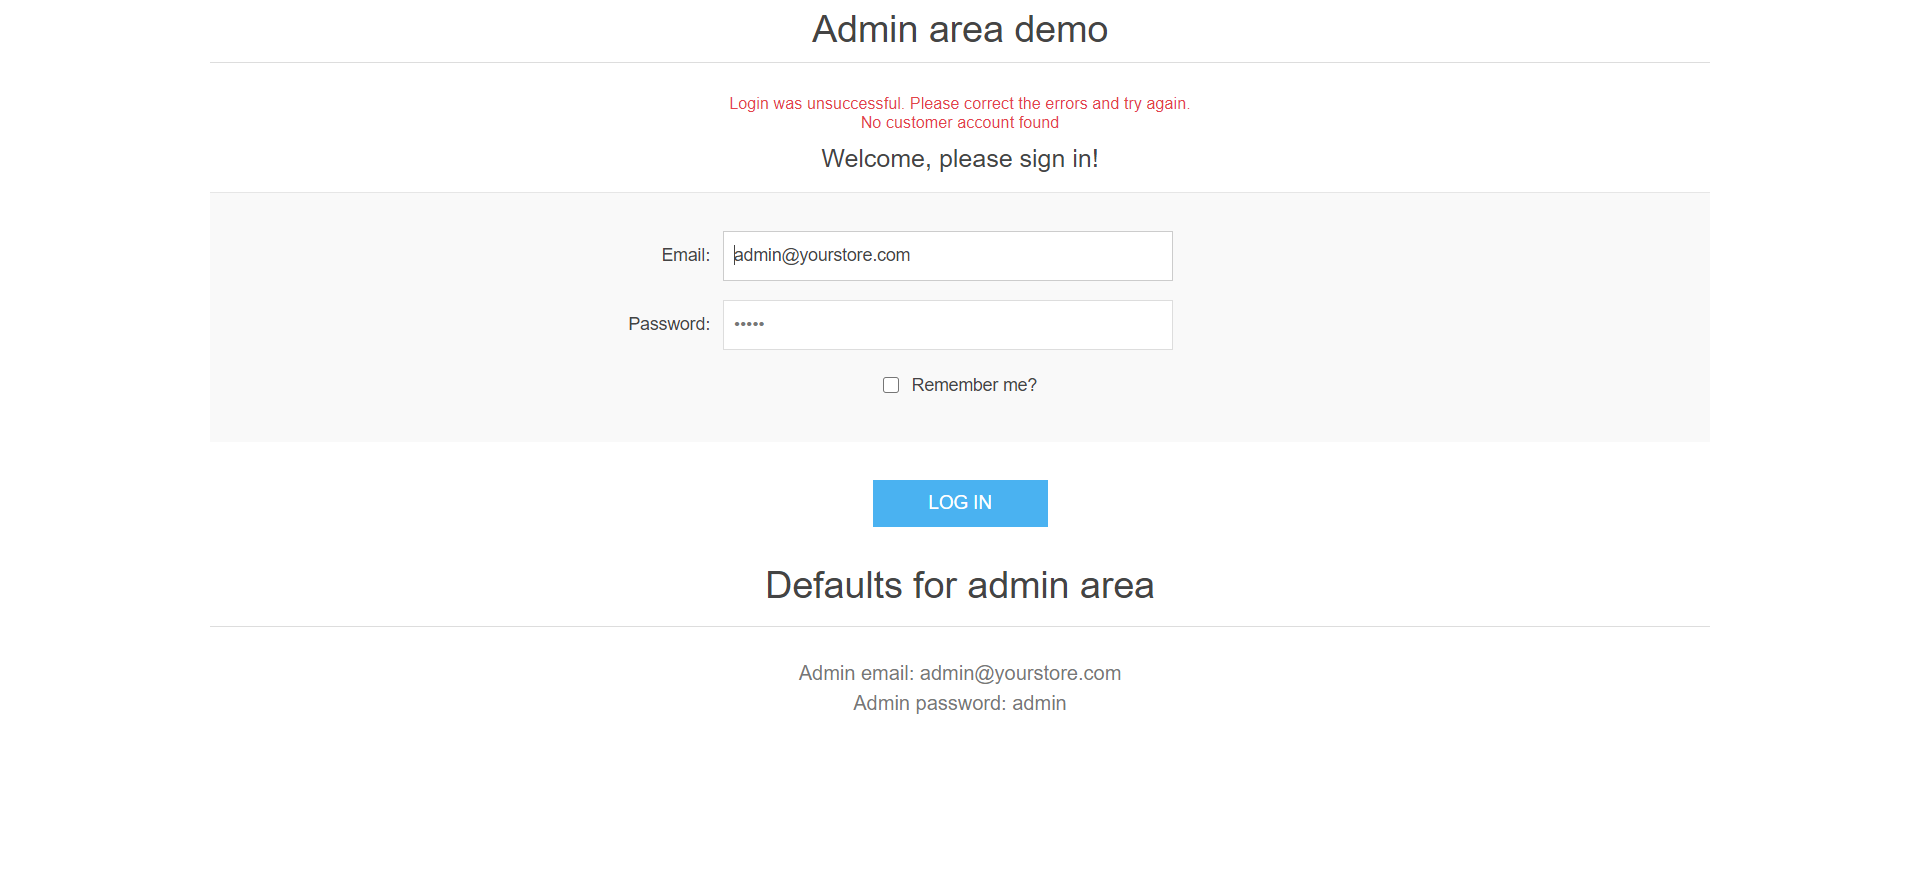 Admin area demo
Login was unsuccessful. Please correct the errors and try again.
No customer account found
Welcome, please sign in!
Email: admin@yourstore.com
Password: •••••
Remember me?
LOG IN
Defaults for admin area
Admin email: admin@yourstore.com
Admin password: admin